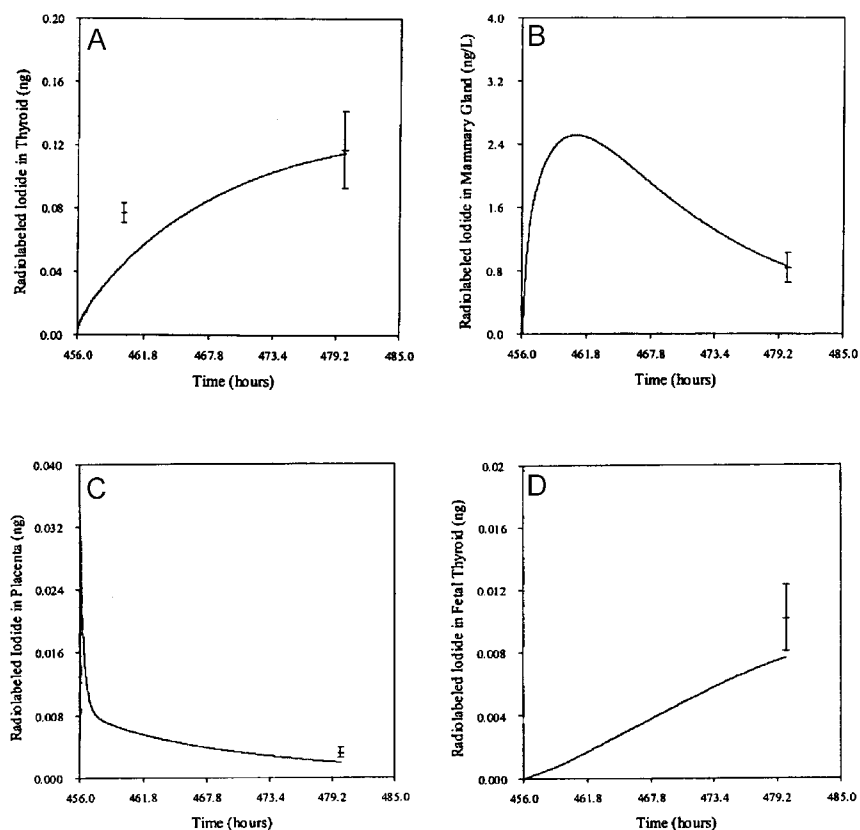 A
Radiolabeled Iodide in Thyroid (ng)
0.20
0.16
0.12
0.08
0.04
0.00
456.0 461.8 467.8 473.4 479.2 485.0
Time (hours)
B
Radiolabeled Iodide in Mammary Gland (ng/L)
4.0
3.2
2.4
1.6
0.8
0.0
456.0 461.8 467.8 473.4 479.2 485.0
Time (hours)
C
Radiolabeled Iodide in Placenta (ng)
0.040
0.032
0.024
0.016
0.008
0.000
456.0 461.8 467.8 473.4 479.2 485.0
Time (hours)
D
Radiolabeled Iodide in Fetal Thyroid (ng)
0.02
0.016
0.012
0.008
0.004
0.000
456.0 461.8 467.8 473.4 479.2 485.0
Time (hours)